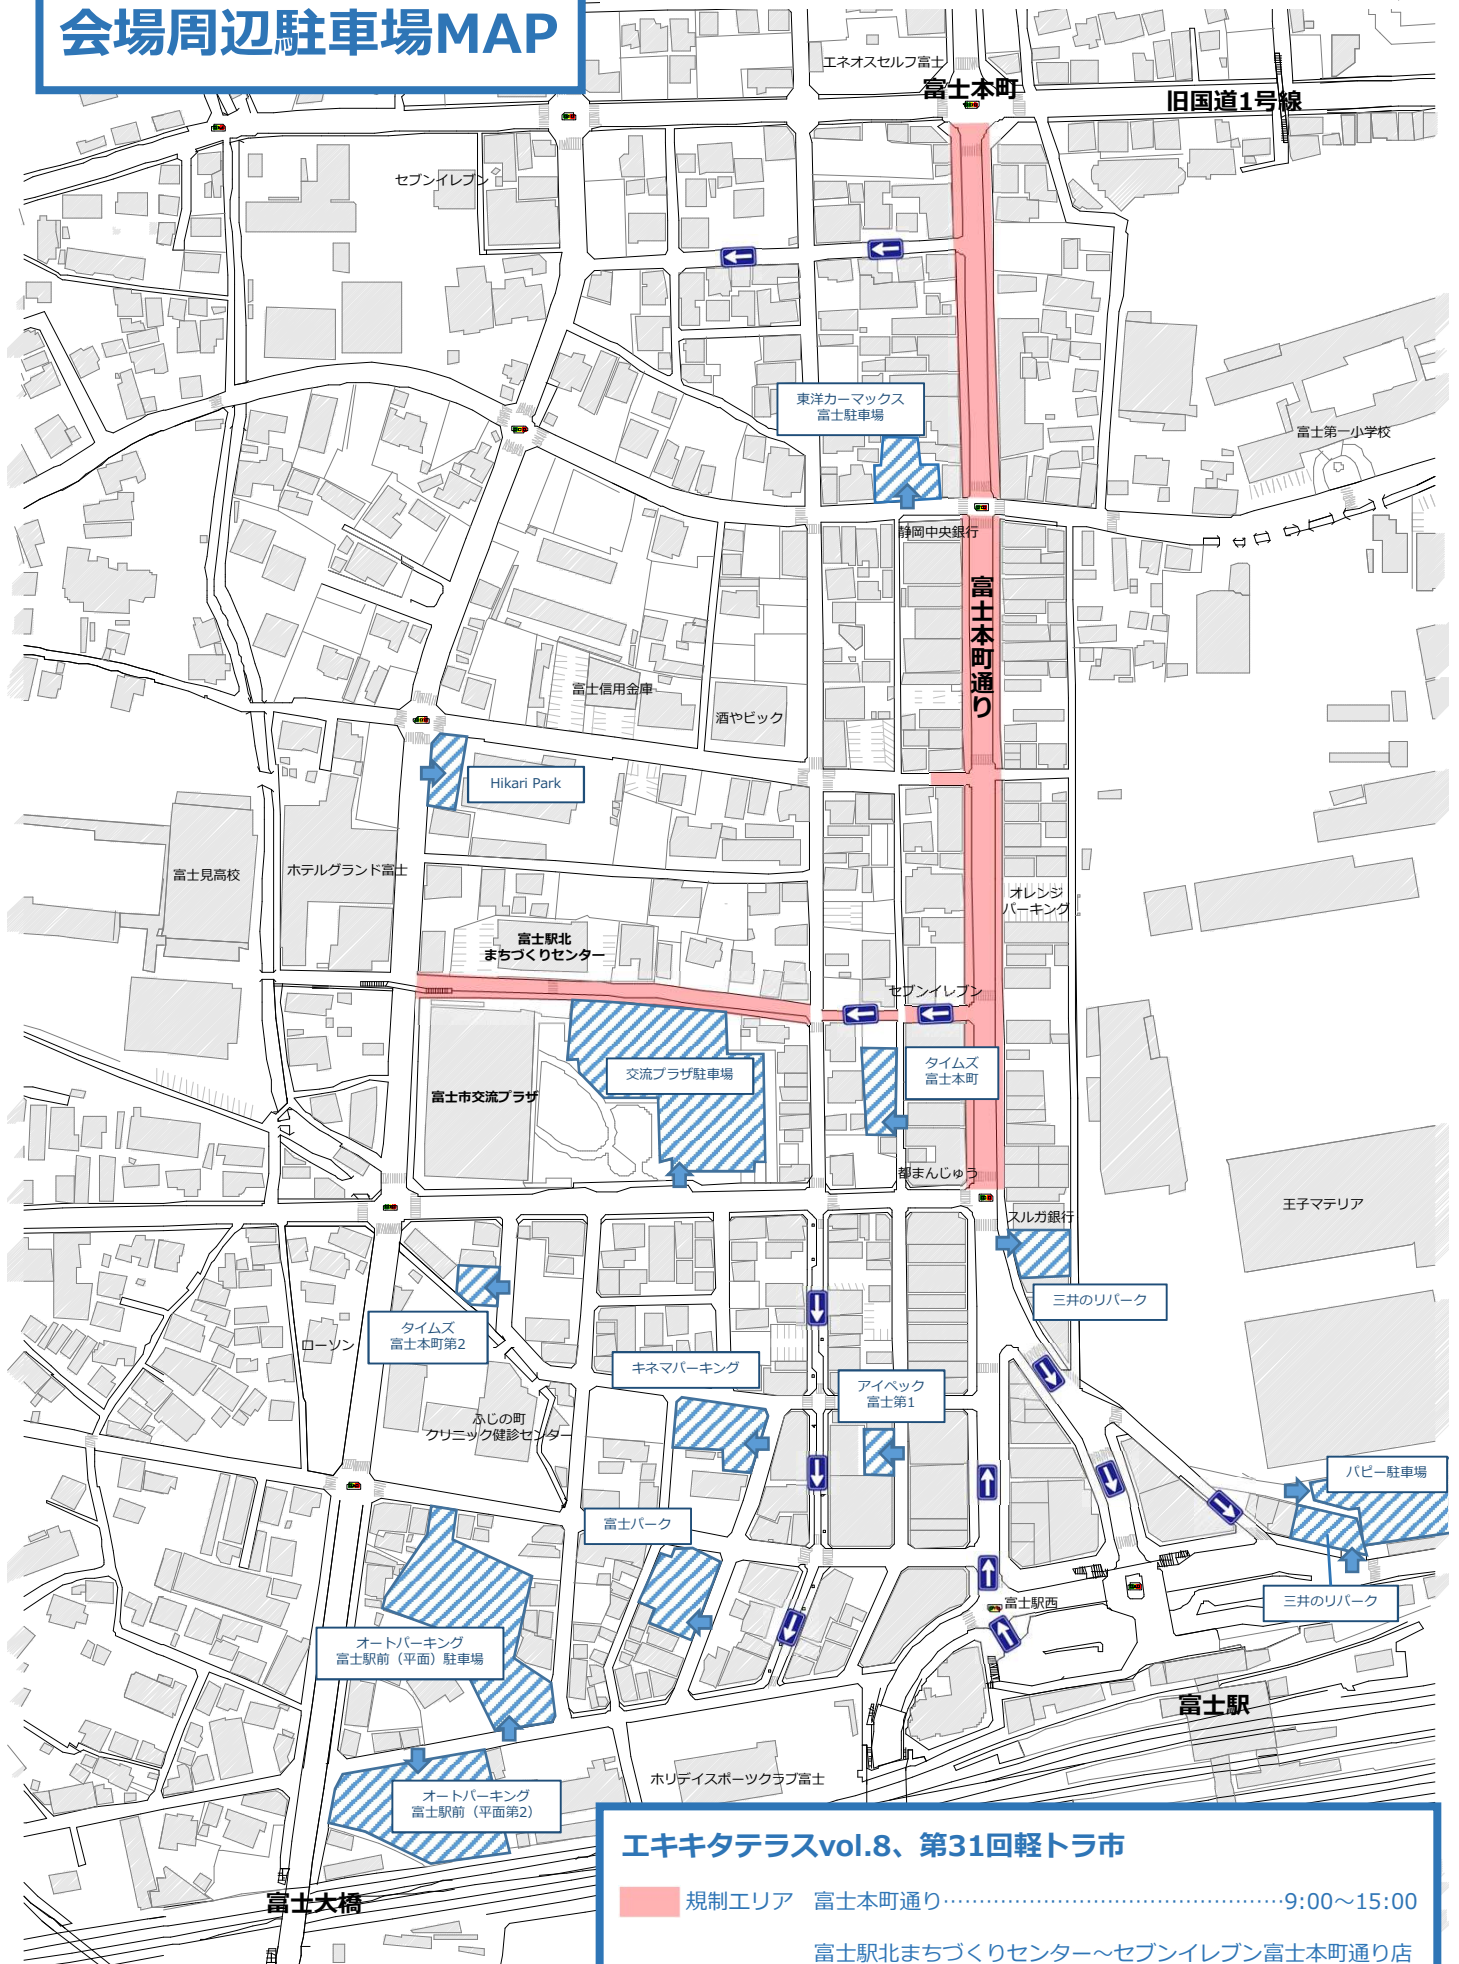 会場周辺駐車場MAP
エネオスセルフ富士
富士本町
旧国道1号線
セブンイレブン
東洋カーマックス
富士駐車場
富士第一小学校
静岡中央銀行
富士本町通り
富士信用金庫
酒やビック
Hikari Park
富士見高校
ホテルグランド富士
オレンジ
パーキング
富士駅北
まちづくりセンター
セブンイレブン
交流プラザ駐車場
タイムズ
富士本町
富士市交流プラザ
都まんじゅう
スルガ銀行
王子マテリア
三井のリパーク
タイムズ
富士本町第2
ローソン
キネマパーキング
アイペック
富士第1
ふじの町
クリニック健診センター
パピー駐車場
富士パーク
三井のリパーク
富士駅西
オートパーキング
富士駅前（平面）駐車場
富士駅
ホリデイスポーツクラブ富士
オートパーキング
富士駅前（平面第2）
富士大橋
エキキタテラスvol.8、第31回軽トラ市
規制エリア 富士本町通り‥‥‥‥‥‥‥‥‥‥‥‥‥‥‥‥‥‥9:00～15:00
富士駅北まちづくりセンター～セブンイレブン富士本町通り店